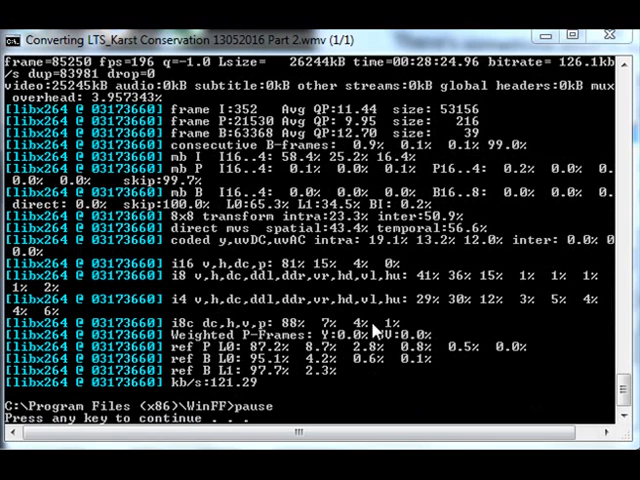 Converting LTS_Karst Conservation 13052016 Part 2.wmv (1/1)
frame=85250 fps=196 q=-1.0 Lsize=   26244kB time=00:28:24.96 bitrate= 126.1kb
/s dup=83981 drop=0
video:25245kB audio:0kB subtitle:0kB other streams:0kB global headers:0kB mux
overhead: 3.957343%
[libx264 @ 03173660] frame I:352   Avg QP:11.44  size: 53156
[libx264 @ 03173660] frame P:21530 Avg QP: 9.95  size:   216
[libx264 @ 03173660] frame B:63368 Avg QP:12.70  size:    39
[libx264 @ 03173660] consecutive B-frames:  0.9%  0.1%  0.1% 99.0%
[libx264 @ 03173660] mb I  I16..4: 58.4% 25.2% 16.4%
[libx264 @ 03173660] mb P  I16..4:  0.1%  0.0%  0.1%  P16..4:  0.2%  0.0%  0.
0%  0.0%  0.0%    skip:99.7%
[libx264 @ 03173660] mb B  I16..4:  0.0%  0.0%  0.0%  B16..8:  0.0%  0.0%  0.
direct: 0.0%  skip:100.0%  L0:65.3% L1:34.5% BI: 0.2%
[libx264 @ 03173660] 8x8 transform intra:23.3% inter:50.9%
[libx264 @ 03173660] direct mvs  spatial:43.4% temporal:56.6%
[libx264 @ 03173660] coded y,uvDC,uvAC intra: 19.1% 13.2% 12.0% inter: 0.0% 0
0.0%
[libx264 @ 03173660] i16 v,h,dc,p: 81% 15%  4%  0%
[libx264 @ 03173660] i8 v,h,dc,ddl,ddr,vr,hd,vl,hu: 41% 36% 15%  1%  1%  1%
1%  2%
[libx264 @ 03173660] i4 v,h,dc,ddl,ddr,vr,hd,vl,hu: 29% 30% 12%  3%  5%  4%
4%  6%
[libx264 @ 03173660] i8c dc,h,v,p: 88%  7%  4%  1%
[libx264 @ 03173660] Weighted P-Frames: Y:0.0% UV:0.0%
[libx264 @ 03173660] ref P L0: 87.2%  8.7%  2.8%  0.8%  0.5%  0.0%
[libx264 @ 03173660] ref B L0: 95.1%  4.2%  0.6%  0.1%
[libx264 @ 03173660] ref B L1: 97.7%  2.3%
[libx264 @ 03173660] kb/s:121.29
C:\Program Files (x86)\WinFF>pause
Press any key to continue . . .